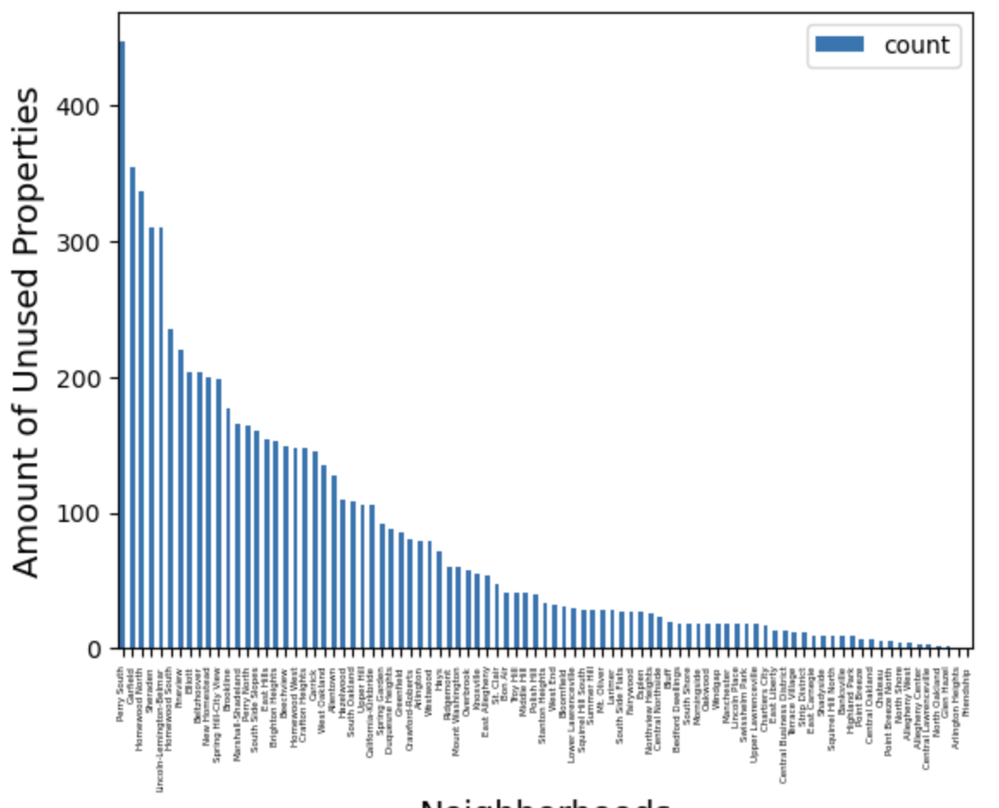 count
Amount of Unused Properties
400
300
200
100
0
Perry South
Garfield
Homewood North
Sheraden
Lincoln-Lemington-Belmar
Homewood South
Fineview
Elliott
Beltzhoover
New Homestead
Spring Hill-City View
Brookline
Marshall-Shadeland
Perry North
South Side Slopes
East Hills
Brighton Heights
Beechview
Homewood West
Crafton Heights
Carrick
West Oakland
Allentown
Hazelwood
South Oakland
Upper Hill
California-Kirkbride
Spring Garden
Duquesne Heights
Greenfield
Crawford-Roberts
Arlington
Westwood
Hays
Ridgemont
Mount Washington
Overbrook
Knoxville
East Allegheny
St. Clair
Bon Air
Troy Hill
Middle Hill
Polish Hill
Stanton Heights
West End
Bloomfield
Lower Lawrenceville
Squirrel Hill South
Summer Hill
Mt. Oliver
Larimer
South Side Flats
Fairywood
Esplen
Northview Heights
Central Northside
Bluff
Bedford Dwellings
South Shore
Morningside
Oakwood
Windgap
Manchester
Lincoln Place
Swisshelm Park
Upper Lawrenceville
Chartiers City
East Liberty
Central Business District
Terrace Village
Strip District
East Carnegie
Shadyside
Squirrel Hill North
Banksville
Highland Park
Point Breeze
Central Oakland
Chateau
Point Breeze North
North Shore
Allegheny West
Allegheny Center
Central Lawrenceville
North Oakland
Glen Hazel
Arlington Heights
Friendship
Neighborhoods